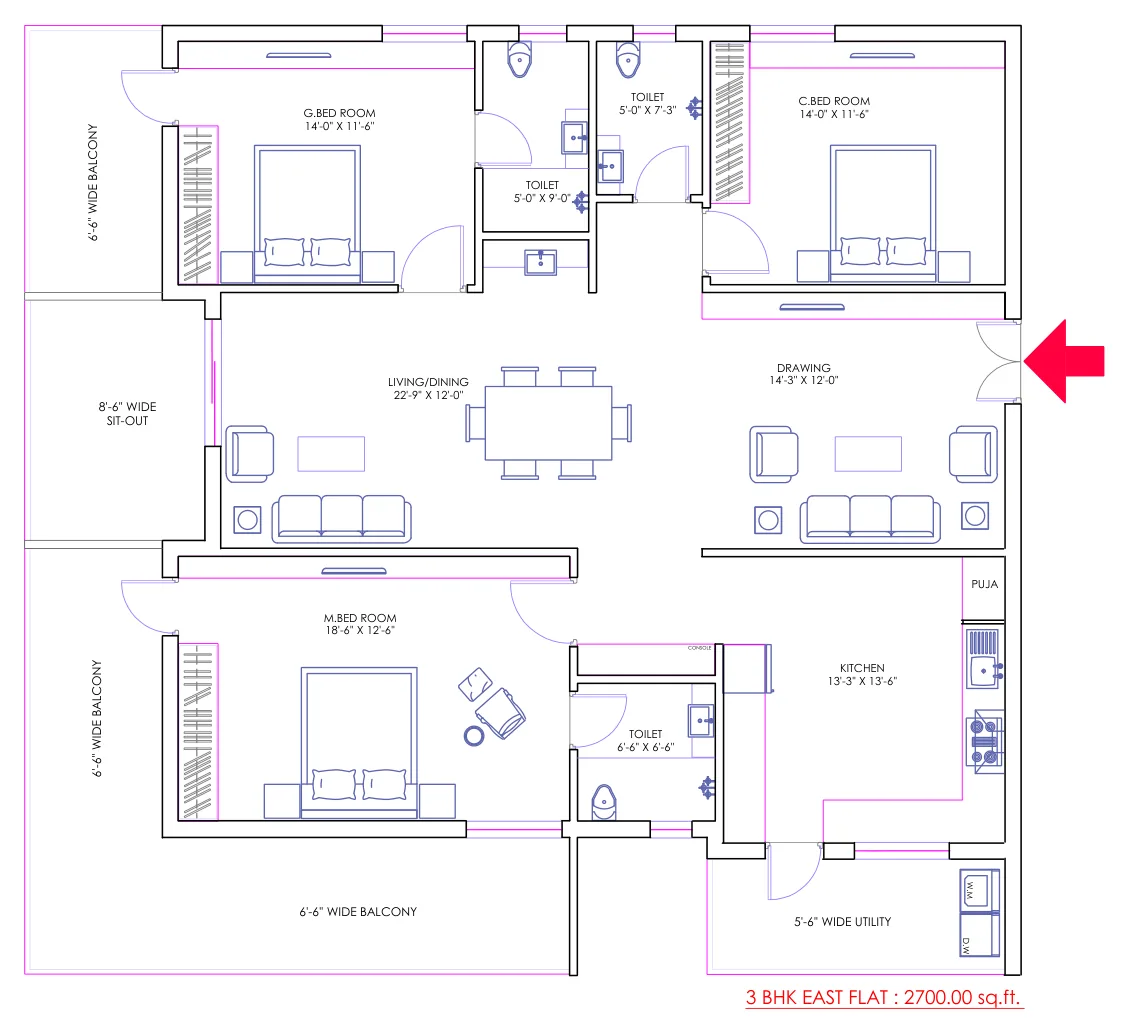 G.BED ROOM
14'-0" X 11'-6"
TOILET
5'-0" X 9'-0"
TOILET
5'-0" X 7'-3"
C.BED ROOM
14'-0" X 11'-6"
6'-6" WIDE BALCONY
8'-6" WIDE
SIT-OUT
LIVING/DINING
22'-9" X 12'-0"
DRAWING
14'-3" X 12'-0"
M.BED ROOM
18'-6" X 12'-6"
CONSOLE
PUJA
KITCHEN
13'-3" X 13'-6"
6'-6" WIDE BALCONY
TOILET
6'-6" X 6'-6"
6'-6" WIDE BALCONY
5'-6" WIDE UTILITY
W.M
D.W
3 BHK EAST FLAT : 2700.00 sq.ft.